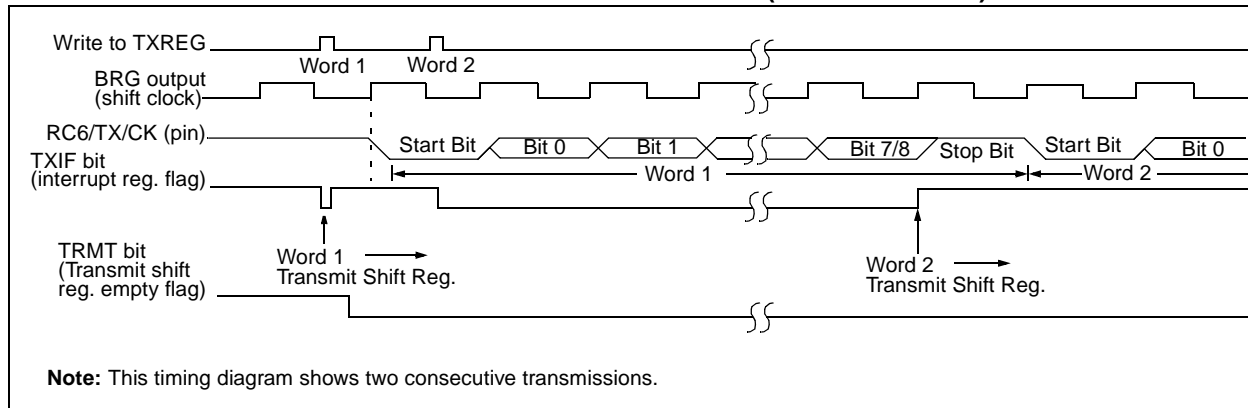 Write to TXREG
Word 1
Word 2
BRG output
(shift clock)
RC6/TX/CK (pin)
Start Bit
Bit 0
Bit 1
Bit 7/8
Stop Bit
Start Bit
Bit 0
TXIF bit
(interrupt reg. flag)
Word 1
Word 2
TRMT bit
(Transmit shift
reg. empty flag)
Word 1
Transmit Shift Reg.
Word 2
Transmit Shift Reg.
Note: This timing diagram shows two consecutive transmissions.